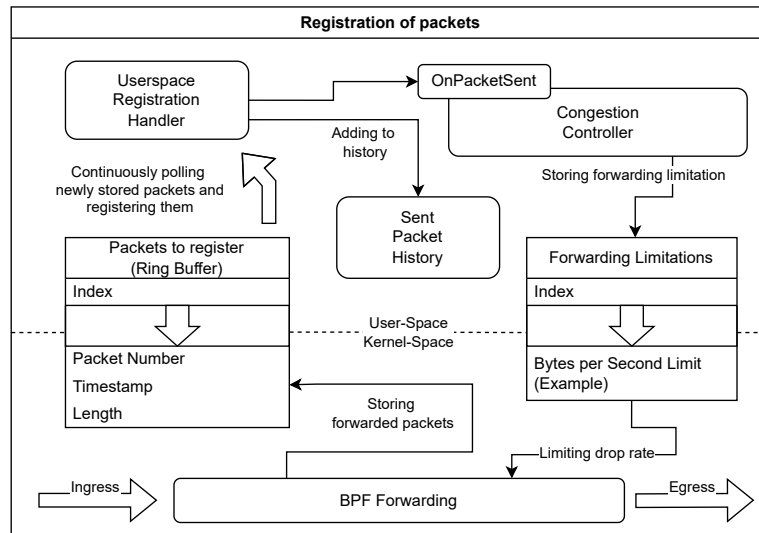 Registration of packets
Userspace
Registration
Handler
OnPacketSent
Congestion
Controller
Adding to
history
Continuously polling
newly stored packets and
registering them
Storing forwarding limitation
Sent
Packet
History
Packets to register
(Ring Buffer)
Index
Forwarding Limitations
Index
User-Space
Kernel-Space
Packet Number
Timestamp
Length
Bytes per Second Limit
(Example)
Storing
forwarded packets
Limiting drop rate
Ingress
BPF Forwarding
Egress